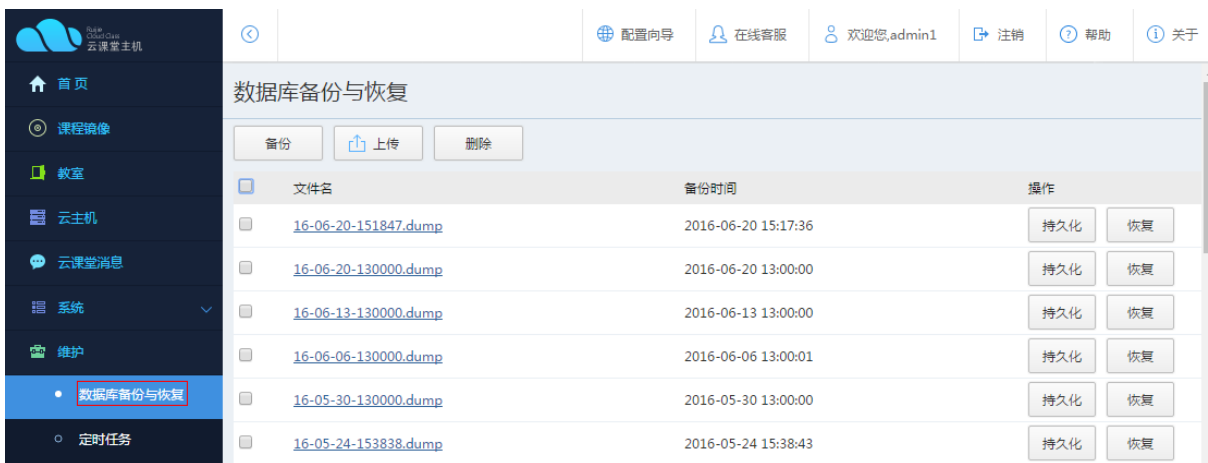 Ruijie
Cloud Class
云课堂主机
配置向导
在线客服
欢迎您,admin1
注销
帮助
关于
首页
课程镜像
教室
云主机
云课堂消息
系统
维护
数据库备份与恢复
定时任务
数据库备份与恢复
备份 上传 删除
文件名 备份时间 操作
16-06-20-151847.dump 2016-06-20 15:17:36 持久化 恢复
16-06-20-130000.dump 2016-06-20 13:00:00 持久化 恢复
16-06-13-130000.dump 2016-06-13 13:00:00 持久化 恢复
16-06-06-130000.dump 2016-06-06 13:00:01 持久化 恢复
16-05-30-130000.dump 2016-05-30 13:00:00 持久化 恢复
16-05-24-153838.dump 2016-05-24 15:38:43 持久化 恢复